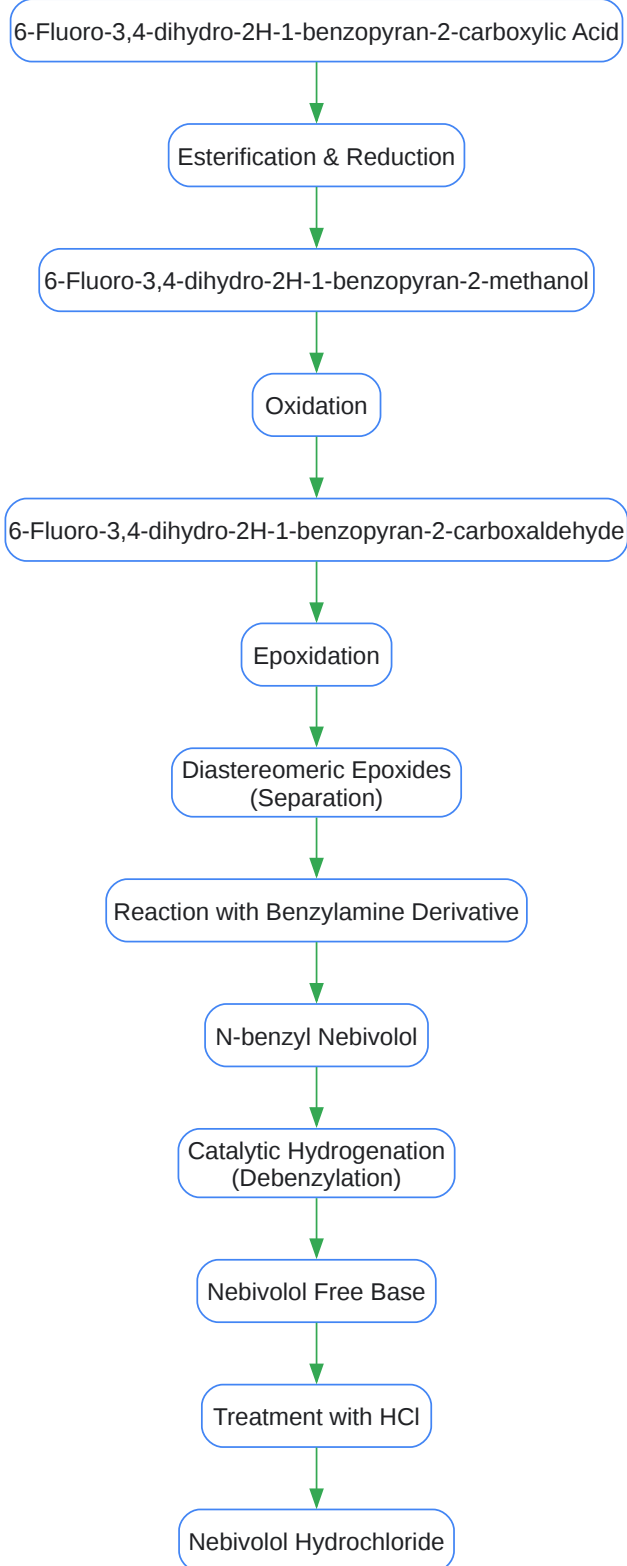 6-Fluoro-3,4-dihydro-2H-1-benzopyran-2-carboxylic Acid
Esterification & Reduction
6-Fluoro-3,4-dihydro-2H-1-benzopyran-2-methanol
Oxidation
6-Fluoro-3,4-dihydro-2H-1-benzopyran-2-carboxaldehyde
Epoxidation
Diastereomeric Epoxides
(Separation)
Reaction with Benzylamine Derivative
N-benzyl Nebivolol
Catalytic Hydrogenation
(Debenzylation)
Nebivolol Free Base
Treatment with HCl
Nebivolol Hydrochloride